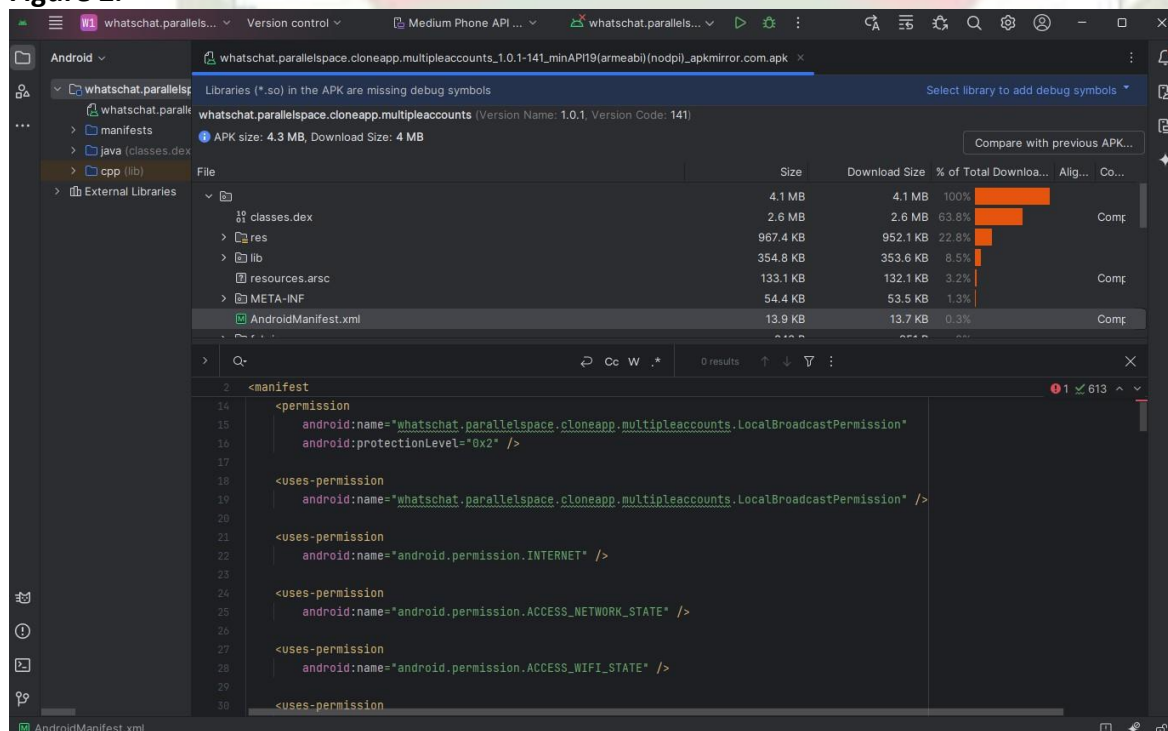 W1 whatschat.parallels... Version control Medium Phone API ... whatschat.parallels...
Android
whatschat.parallelspace.cloneapp.multipleaccounts_1.0.1-141_minAPI19(armeabi)(nodpi)_apkmirror.com.apk
whatschat.parallelsp
whatschat.paralle
manifests
java (classes.dex
cpp (lib)
External Libraries
Libraries (*.so) in the APK are missing debug symbols Select library to add debug symbols
whatschat.parallelspace.cloneapp.multipleaccounts (Version Name: 1.0.1, Version Code: 141)
APK size: 4.3 MB, Download Size: 4 MB
Compare with previous APK...
File Size Download Size % of Total Downloa... Alig... Co...
4.1 MB 4.1 MB 100%
classes.dex 2.6 MB 2.6 MB 63.8% Comp
res 967.4 KB 952.1 KB 22.8%
lib 354.8 KB 353.6 KB 8.5%
resources.arsc 133.1 KB 132.1 KB 3.2% Comp
META-INF 54.4 KB 53.5 KB 1.3%
AndroidManifest.xml 13.9 KB 13.7 KB 0.3% Comp
Cc W .* 0 results
2 <manifest 1 613
14 <permission
15 android:name="whatschat.parallelspace.cloneapp.multipleaccounts.LocalBroadcastPermission"
16 android:protectionLevel="0x2" />
17
18 <uses-permission
19 android:name="whatschat.parallelspace.cloneapp.multipleaccounts.LocalBroadcastPermission" />
20
21 <uses-permission
22 android:name="android.permission.INTERNET" />
23
24 <uses-permission
25 android:name="android.permission.ACCESS_NETWORK_STATE" />
26
27 <uses-permission
28 android:name="android.permission.ACCESS_WIFI_STATE" />
29
30 <uses-permission
AndroidManifest.xml